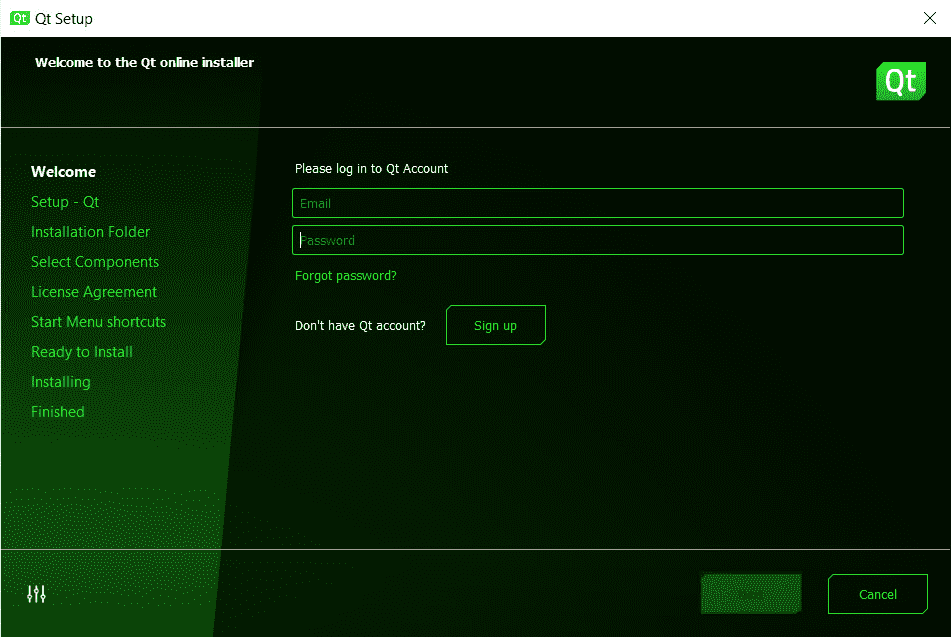 Qt Qt Setup
Welcome to the Qt online installer
Qt
Welcome
Setup - Qt
Installation Folder
Select Components
License Agreement
Start Menu shortcuts
Ready to Install
Installing
Finished
Please log in to Qt Account
Email
Password
Forgot password?
Don't have Qt account?
Sign up
Cancel